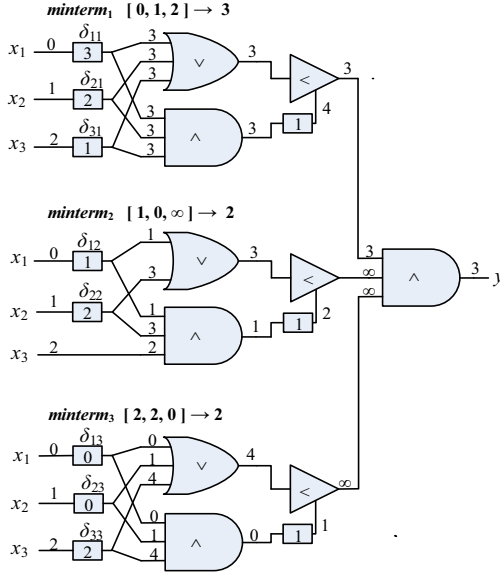 minterm₁ [ 0, 1, 2 ] → 3
x₁ 0 δ₁₁ 3 3 3 3 ∨ 3 < 3
x₂ 1 δ₂₁ 2 4
x₃ 2 δ₃₁ 1 3 3 3 ∧ 3 1
minterm₂ [ 1, 0, ∞ ] → 2
x₁ 0 δ₁₂ 1 1 3 ∨ 3 < ∞
x₂ 1 δ₂₂ 2 1 3 2 ∧ 1 1 2
x₃ 2
3 ∞ ∞ ∧ 3 y
minterm₃ [ 2, 2, 0 ] → 2
x₁ 0 δ₁₃ 0 0 1 4 ∨ 4 < ∞
x₂ 1 δ₂₃ 0 1
x₃ 2 δ₃₃ 2 0 1 4 ∧ 0 1